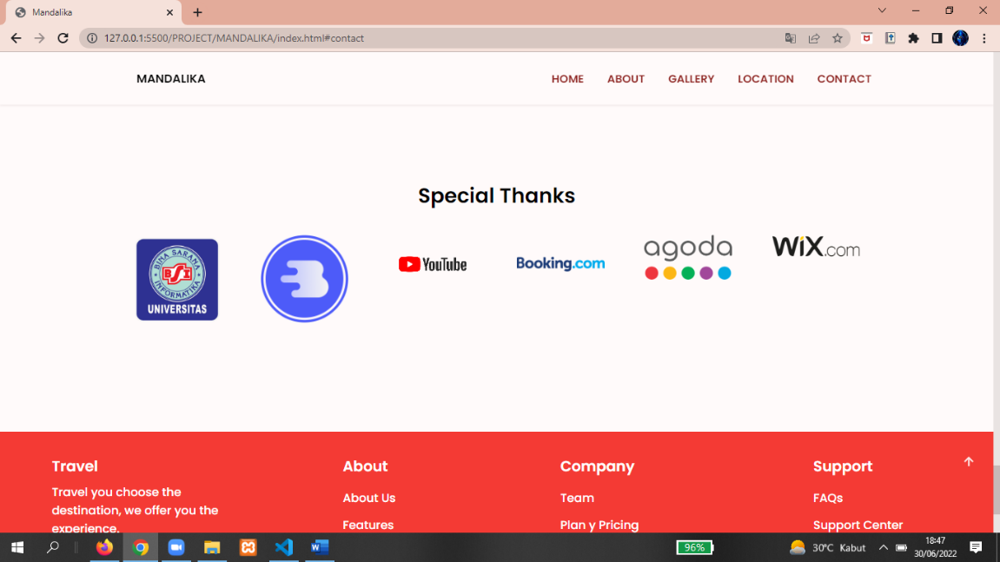 Mandalika
127.0.0.1:5500/PROJECT/MANDALIKA/index.html#contact
MANDALIKA
HOME ABOUT GALLERY LOCATION CONTACT
Special Thanks
BINA SARANA INFORMATIKA
BSI
UNIVERSITAS
YouTube
Booking.com
agoda
WiX.com
Travel
Travel you choose the
destination, we offer you the
experience.
About
About Us
Features
Company
Team
Plan y Pricing
Support
FAQs
Support Center
96%
30°C Kabut
18:47
30/06/2022